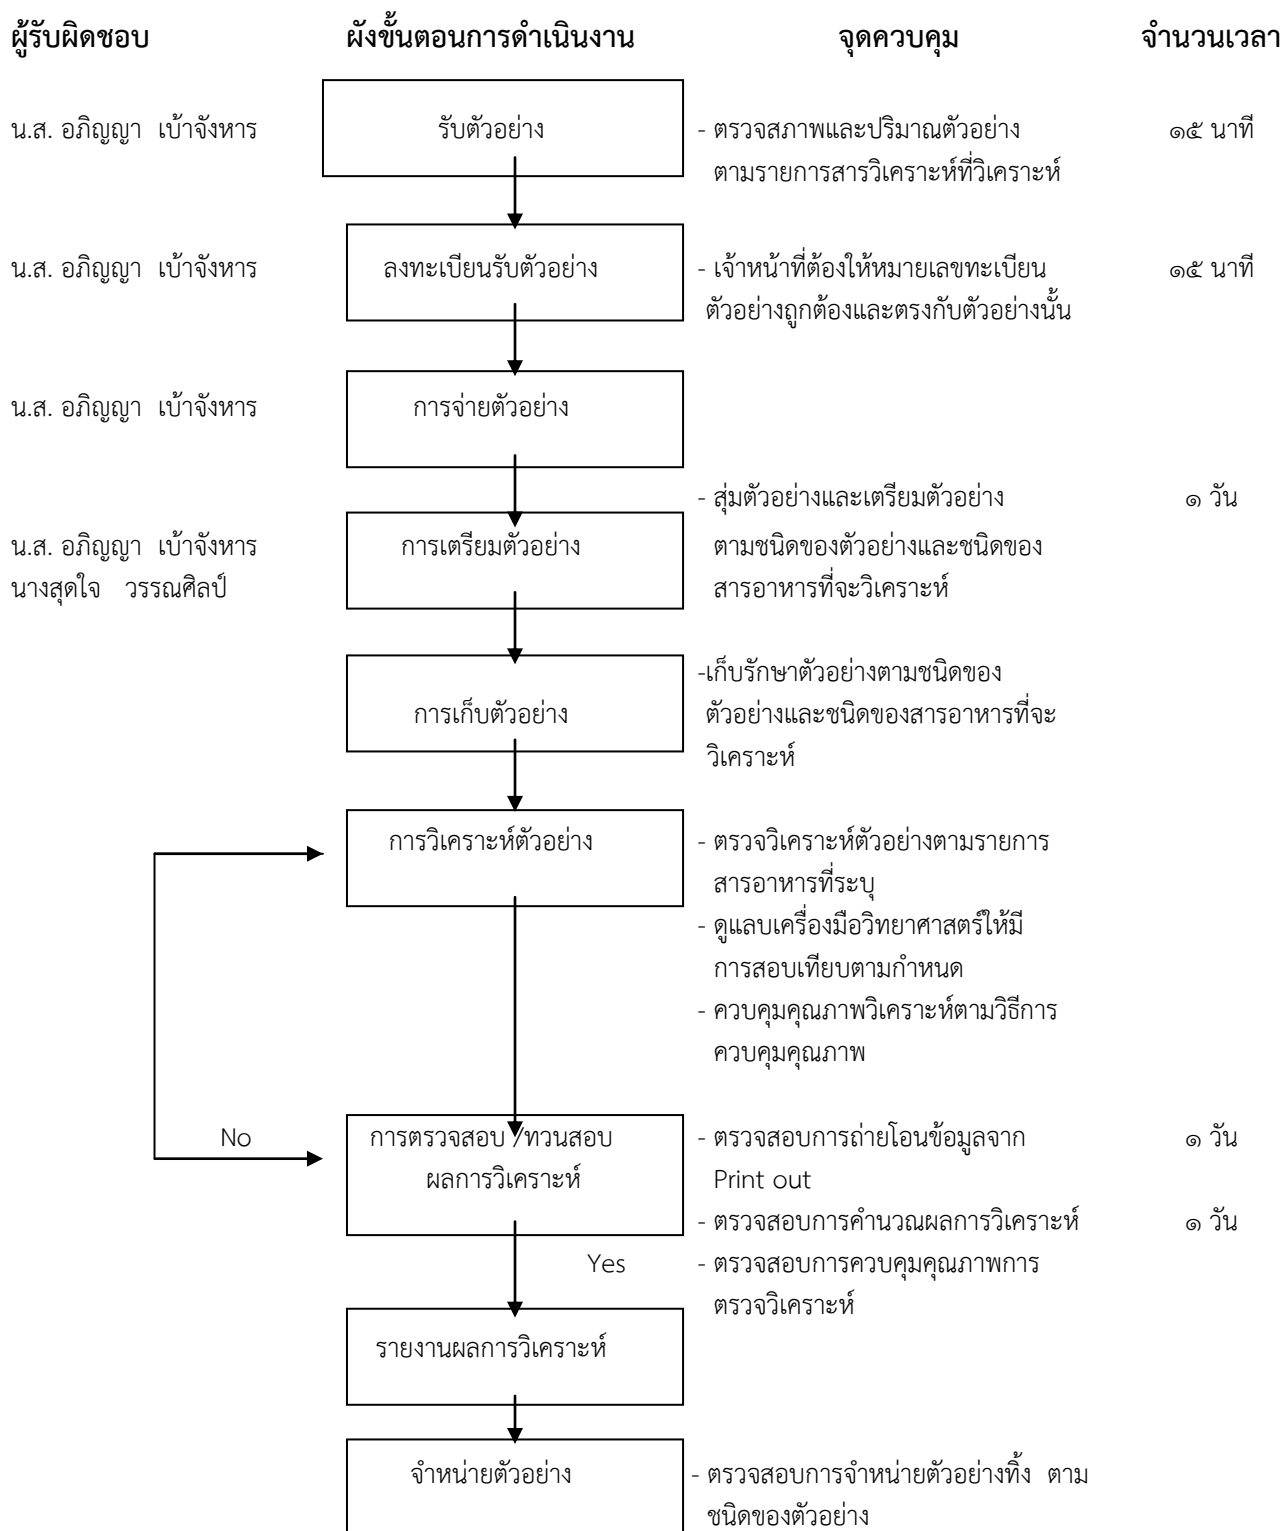 ผู้รับผิดชอบ ผังขั้นตอนการดำเนินงาน จุดควบคุม จำนวนเวลา
น.ส. อภิญญา เบ้าจังหาร รับตัวอย่าง - ตรวจสภาพและปริมาณตัวอย่าง ๑๕ นาที
ตามรายการสารวิเคราะห์ที่วิเคราะห์
น.ส. อภิญญา เบ้าจังหาร ลงทะเบียนรับตัวอย่าง - เจ้าหน้าที่ต้องให้หมายเลขทะเบียน ๑๕ นาที
ตัวอย่างถูกต้องและตรงกับตัวอย่างนั้น
น.ส. อภิญญา เบ้าจังหาร การจ่ายตัวอย่าง
- สุ่มตัวอย่างและเตรียมตัวอย่าง ๑ วัน
น.ส. อภิญญา เบ้าจังหาร การเตรียมตัวอย่าง ตามชนิดของตัวอย่างและชนิดของ
นางสุดใจ วรรณศิลป์ สารอาหารที่จะวิเคราะห์
-เก็บรักษาตัวอย่างตามชนิดของ
การเก็บตัวอย่าง ตัวอย่างและชนิดของสารอาหารที่จะ
วิเคราะห์
การวิเคราะห์ตัวอย่าง - ตรวจวิเคราะห์ตัวอย่างตามรายการ
สารอาหารที่ระบุ
- ดูแลบเครื่องมือวิทยาศาสตร์ให้มี
การสอบเทียบตามกำหนด
- ควบคุมคุณภาพวิเคราะห์ตามวิธีการ
ควบคุมคุณภาพ
No การตรวจสอบ /ทวนสอบ - ตรวจสอบการถ่ายโอนข้อมูลจาก ๑ วัน
ผลการวิเคราะห์ Print out
- ตรวจสอบการคำนวณผลการวิเคราะห์ ๑ วัน
Yes - ตรวจสอบการควบคุมคุณภาพการ
ตรวจวิเคราะห์
รายงานผลการวิเคราะห์
จำหน่ายตัวอย่าง - ตรวจสอบการจำหน่ายตัวอย่างทิ้ง ตาม
ชนิดของตัวอย่าง